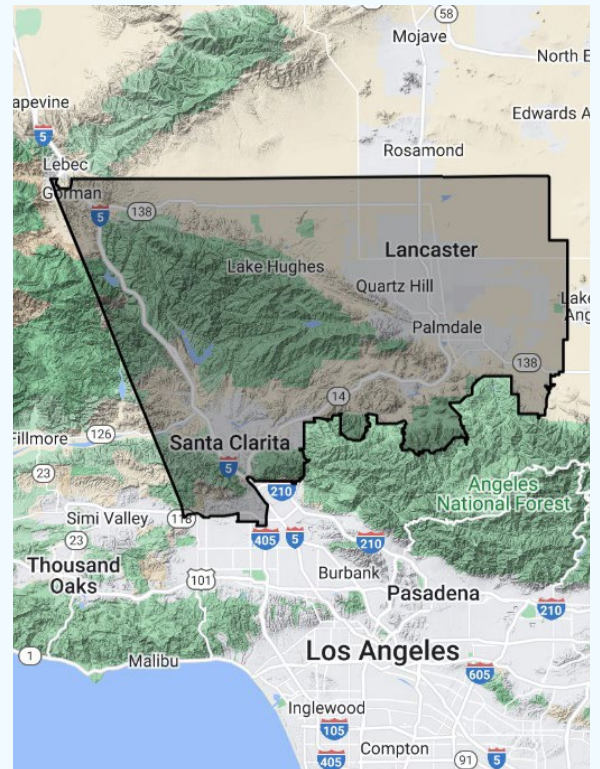 58
Mojave
North E
apevine
5
Edwards A
Rosamond
Lebec
Gorman
5
138
Lancaster
Lake Hughes
Quartz Hill
Lake
Ang
Palmdale
138
14
Fillmore
126
Santa Clarita
23
5
210
Angeles
National Forest
Simi Valley
118
23
405
5
210
Thousand
Oaks
101
Burbank
Pasadena
210
1
Malibu
Los Angeles
605
Inglewood
105
Compton
405
91
5